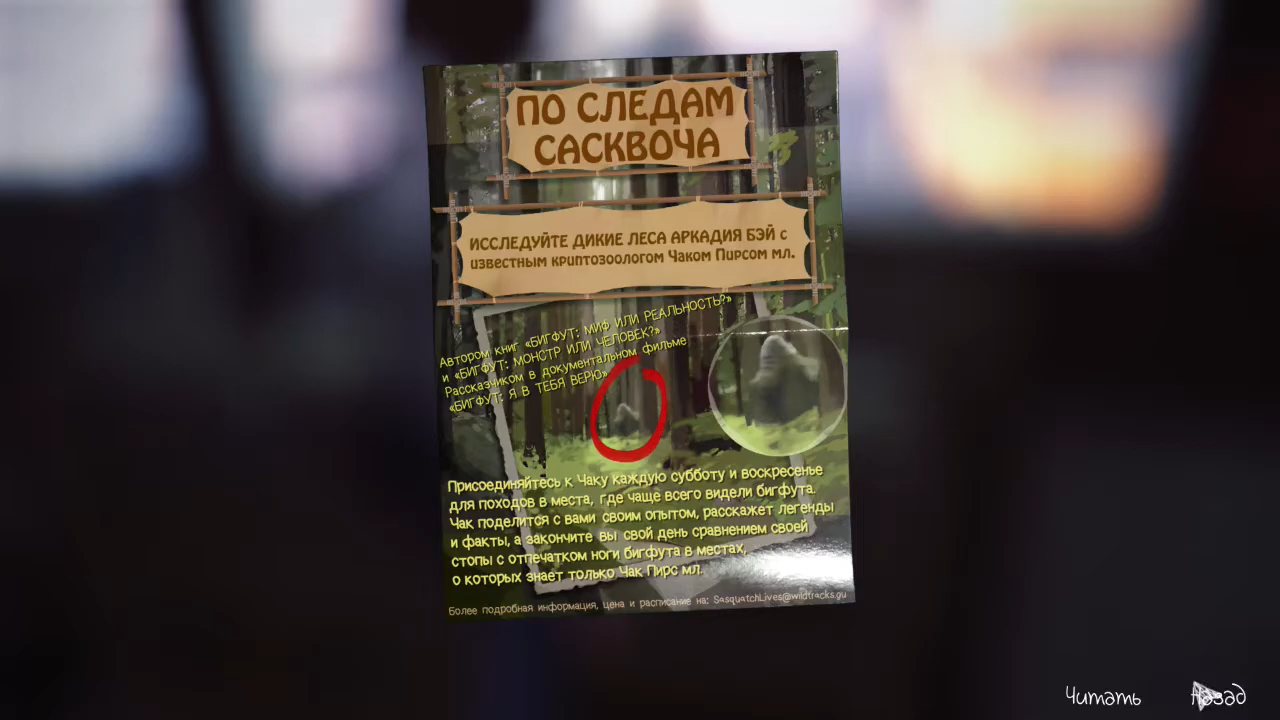 ПО СЛЕДАМ
САСКВОЧА
ИССЛЕДУЙТЕ ДИКИЕ ЛЕСА АРКАДИЯ БЭЙ с
известным криптозоологом Чаком Пирсом мл.
Автором книг «БИГФУТ: МИФ ИЛИ РЕАЛЬНОСТЬ?»
и «БИГФУТ: МОНСТР ИЛИ ЧЕЛОВЕК?»
Рассказчиком в документальном фильме
«БИГФУТ: Я В ТЕБЯ ВЕРЮ»
Присоединяйтесь к Чаку каждую субботу и воскресенье
для походов в места, где чаще всего видели бигфута.
Чак поделится с вами своим опытом, расскажет легенды
и факты, а закончите вы свой день сравнением своей
стопы с отпечатком ноги бигфута в местах,
о которых знает только Чак Пирс мл.
Более подробная информация, цена и расписание на: SasquatchLives@wildtracks.gu
Читать
Назад